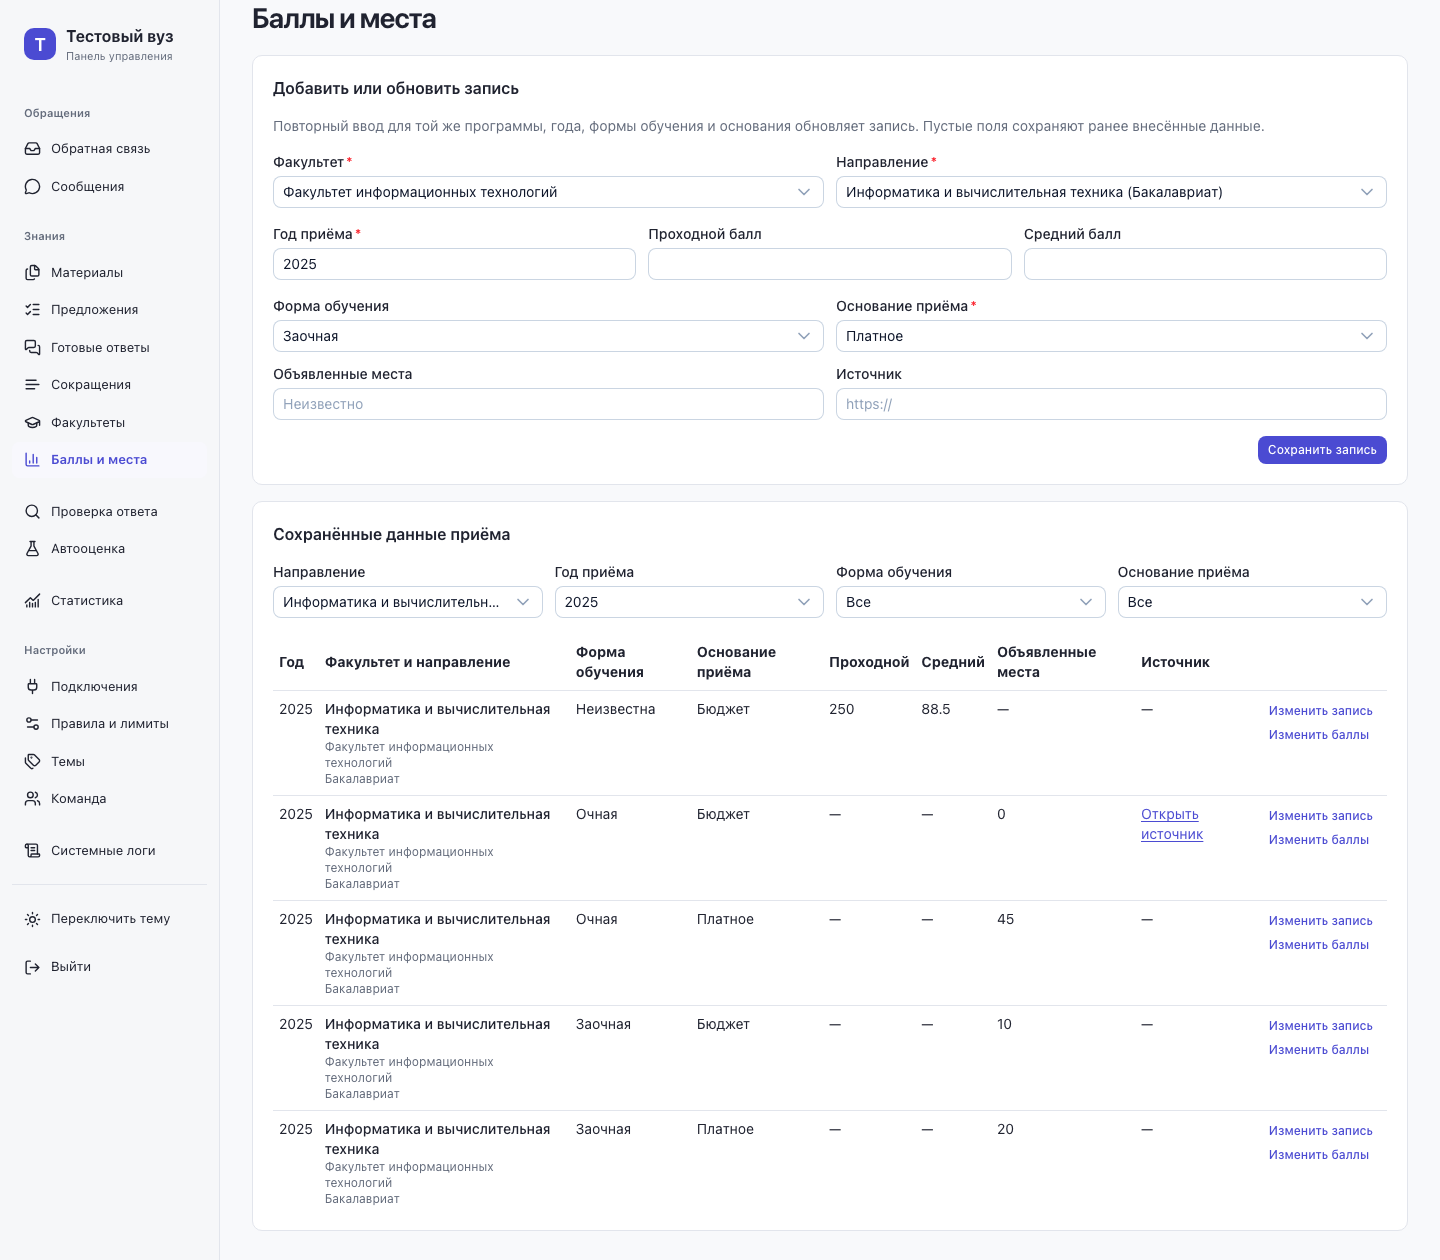 Т
Тестовый вуз
Панель управления
Обращения
Обратная связь
Сообщения
Знания
Материалы
Предложения
Готовые ответы
Сокращения
Факультеты
Баллы и места
Проверка ответа
Автооценка
Статистика
Настройки
Подключения
Правила и лимиты
Темы
Команда
Системные логи
Переключить тему
Выйти
Баллы и места
Добавить или обновить запись
Повторный ввод для той же программы, года, формы обучения и основания обновляет запись. Пустые поля сохраняют ранее внесённые данные.
Факультет* Направление*
Факультет информационных технологий Информатика и вычислительная техника (Бакалавриат)
Год приёма* Проходной балл Средний балл
2025
Форма обучения Основание приёма*
Заочная Платное
Объявленные места Источник
Неизвестно https://
Сохранить запись
Сохранённые данные приёма
Направление Год приёма Форма обучения Основание приёма
Информатика и вычислительн... 2025 Все Все
Год Факультет и направление Форма обучения Основание приёма Проходной Средний Объявленные места Источник
2025 Информатика и вычислительная Неизвестна Бюджет 250 88.5 — — Изменить запись
техника Изменить баллы
Факультет информационных
технологий
Бакалавриат
2025 Информатика и вычислительная Очная Бюджет — — 0 Открыть Изменить запись
техника источник Изменить баллы
Факультет информационных
технологий
Бакалавриат
2025 Информатика и вычислительная Очная Платное — — 45 — Изменить запись
техника Изменить баллы
Факультет информационных
технологий
Бакалавриат
2025 Информатика и вычислительная Заочная Бюджет — — 10 — Изменить запись
техника Изменить баллы
Факультет информационных
технологий
Бакалавриат
2025 Информатика и вычислительная Заочная Платное — — 20 — Изменить запись
техника Изменить баллы
Факультет информационных
технологий
Бакалавриат